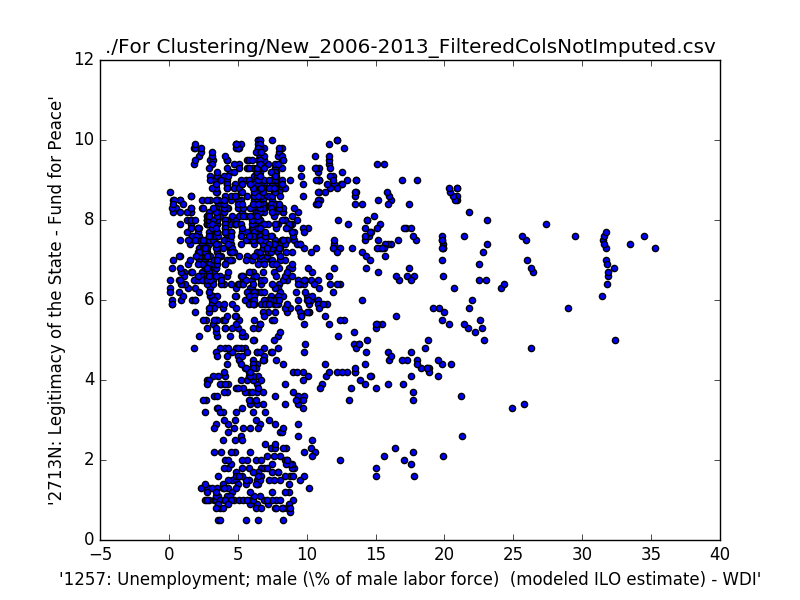 ./For Clustering/New_2006-2013_FilteredColsNotImputed.csv
12
10
8
6
4
2
0
'2713N: Legitimacy of the State - Fund for Peace'
−5 0 5 10 15 20 25 30 35 40
'1257: Unemployment; male (\% of male labor force)  (modeled ILO estimate) - WDI'